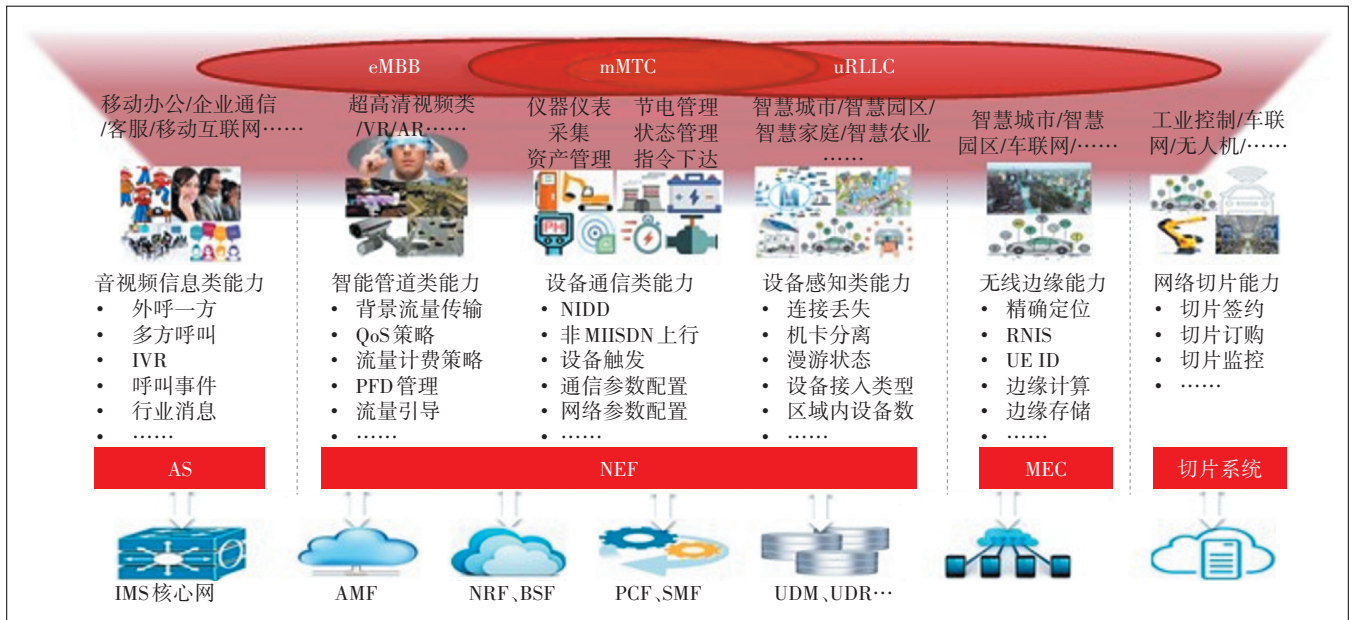 eMBB
mMTC
uRLLC
移动办公/企业通信
/客服/移动互联网……
超高清视频类
/VR/AR……
仪器仪表
采集
资产管理
节电管理
状态管理
指令下达
智慧城市/智慧园区/
智慧家庭/智慧农业
……
智慧城市/智慧
园区/车联网/……
工业控制/车联
网/无人机/……
PH
音视频信息类能力
• 外呼一方
• 多方呼叫
• IVR
• 呼叫事件
• 行业消息
• ……
智能管道类能力
• 背景流量传输
• QoS策略
• 流量计费策略
• PFD管理
• 流量引导
• ……
设备通信类能力
• NIDD
• 非MIISDN上行
• 设备触发
• 通信参数配置
• 网络参数配置
• ……
设备感知类能力
• 连接丢失
• 机卡分离
• 漫游状态
• 设备接入类型
• 区域内设备数
• ……
无线边缘能力
• 精确定位
• RNIS
• UE ID
• 边缘计算
• 边缘存储
• ……
网络切片能力
• 切片签约
• 切片订购
• 切片监控
• ……
AS
NEF
MEC
切片系统
IMS核心网
AMF
NRF、BSF
PCF、SMF
UDM、UDR…